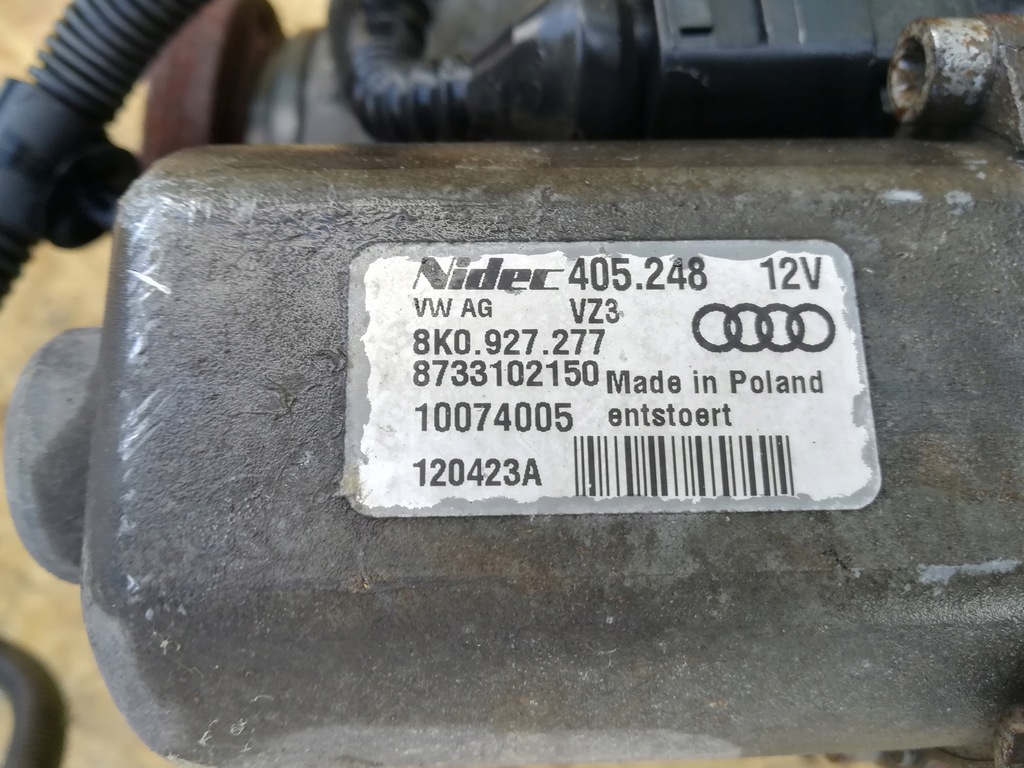 Nidec 405.248 12V
VW AG VZ3
8K0.927.277
8733102150 Made in Poland
10074005 entstoert
120423A